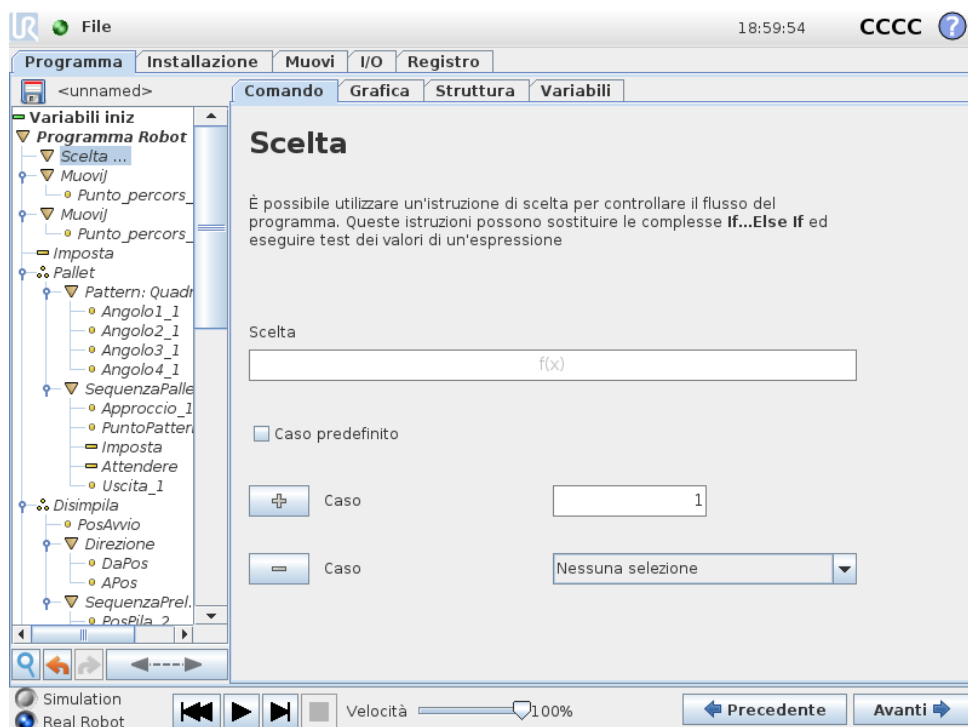 UR File 18:59:54 CCCC ?
Programma Installazione Muovi I/O Registro
<unnamed>
Comando Grafica Struttura Variabili
Variabili iniz
Programma Robot
Scelta ...
MuoviJ
Punto_percors_
MuoviJ
Punto_percors_
Imposta
Pallet
Pattern: Quadr
Angolo1_1
Angolo2_1
Angolo3_1
Angolo4_1
SequenzaPalle
Approccio_1
PuntoPatter
Imposta
Attendere
Uscita_1
Disimpila
PosAvvio
Direzione
DaPos
APos
SequenzaPrel.
PosPila_2
Scelta
È possibile utilizzare un'istruzione di scelta per controllare il flusso del
programma. Queste istruzioni possono sostituire le complesse If...Else If ed
eseguire test dei valori di un'espressione
Scelta
f(x)
Caso predefinito
Caso 1
Caso Nessuna selezione
Simulation
Real Robot
Velocità 100%
Precedente Avanti